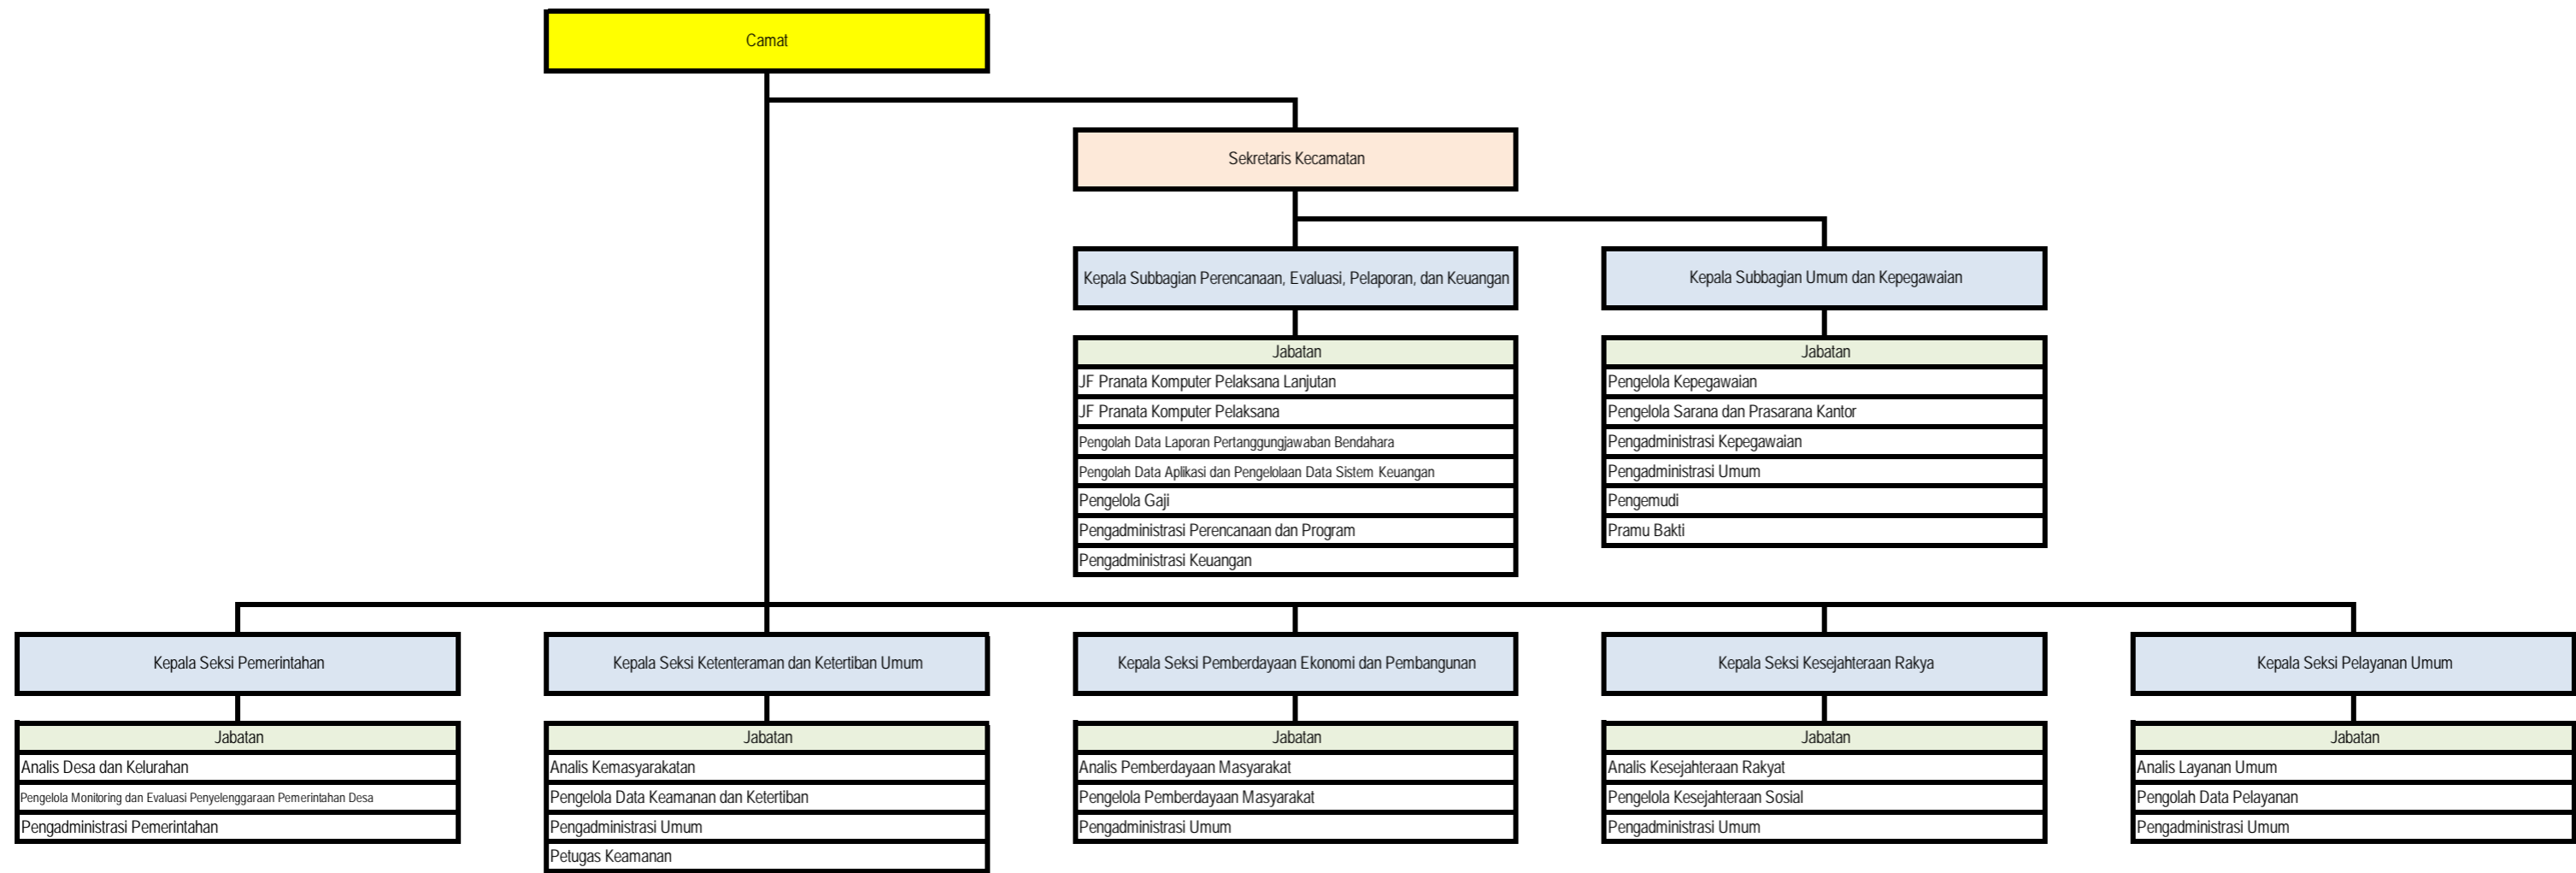 Camat
Sekretaris Kecamatan
Kepala Subbagian Perencanaan, Evaluasi, Pelaporan, dan Keuangan
Kepala Subbagian Umum dan Kepegawaian
Jabatan
JF Pranata Komputer Pelaksana Lanjutan
JF Pranata Komputer Pelaksana
Pengolah Data Laporan Pertanggungjawaban Bendahara
Pengolah Data Aplikasi dan Pengelolaan Data Sistem Keuangan
Pengelola Gaji
Pengadministrasi Perencanaan dan Program
Pengadministrasi Keuangan
Jabatan
Pengelola Kepegawaian
Pengelola Sarana dan Prasarana Kantor
Pengadministrasi Kepegawaian
Pengadministrasi Umum
Pengemudi
Pramu Bakti
Kepala Seksi Pemerintahan
Kepala Seksi Ketenteraman dan Ketertiban Umum
Kepala Seksi Pemberdayaan Ekonomi dan Pembangunan
Kepala Seksi Kesejahteraan Rakya
Kepala Seksi Pelayanan Umum
Jabatan
Analis Desa dan Kelurahan
Pengelola Monitoring dan Evaluasi Penyelenggaraan Pemerintahan Desa
Pengadministrasi Pemerintahan
Jabatan
Analis Kemasyarakatan
Pengelola Data Keamanan dan Ketertiban
Pengadministrasi Umum
Petugas Keamanan
Jabatan
Analis Pemberdayaan Masyarakat
Pengelola Pemberdayaan Masyarakat
Pengadministrasi Umum
Jabatan
Analis Kesejahteraan Rakyat
Pengelola Kesejahteraan Sosial
Pengadministrasi Umum
Jabatan
Analis Layanan Umum
Pengolah Data Pelayanan
Pengadministrasi Umum